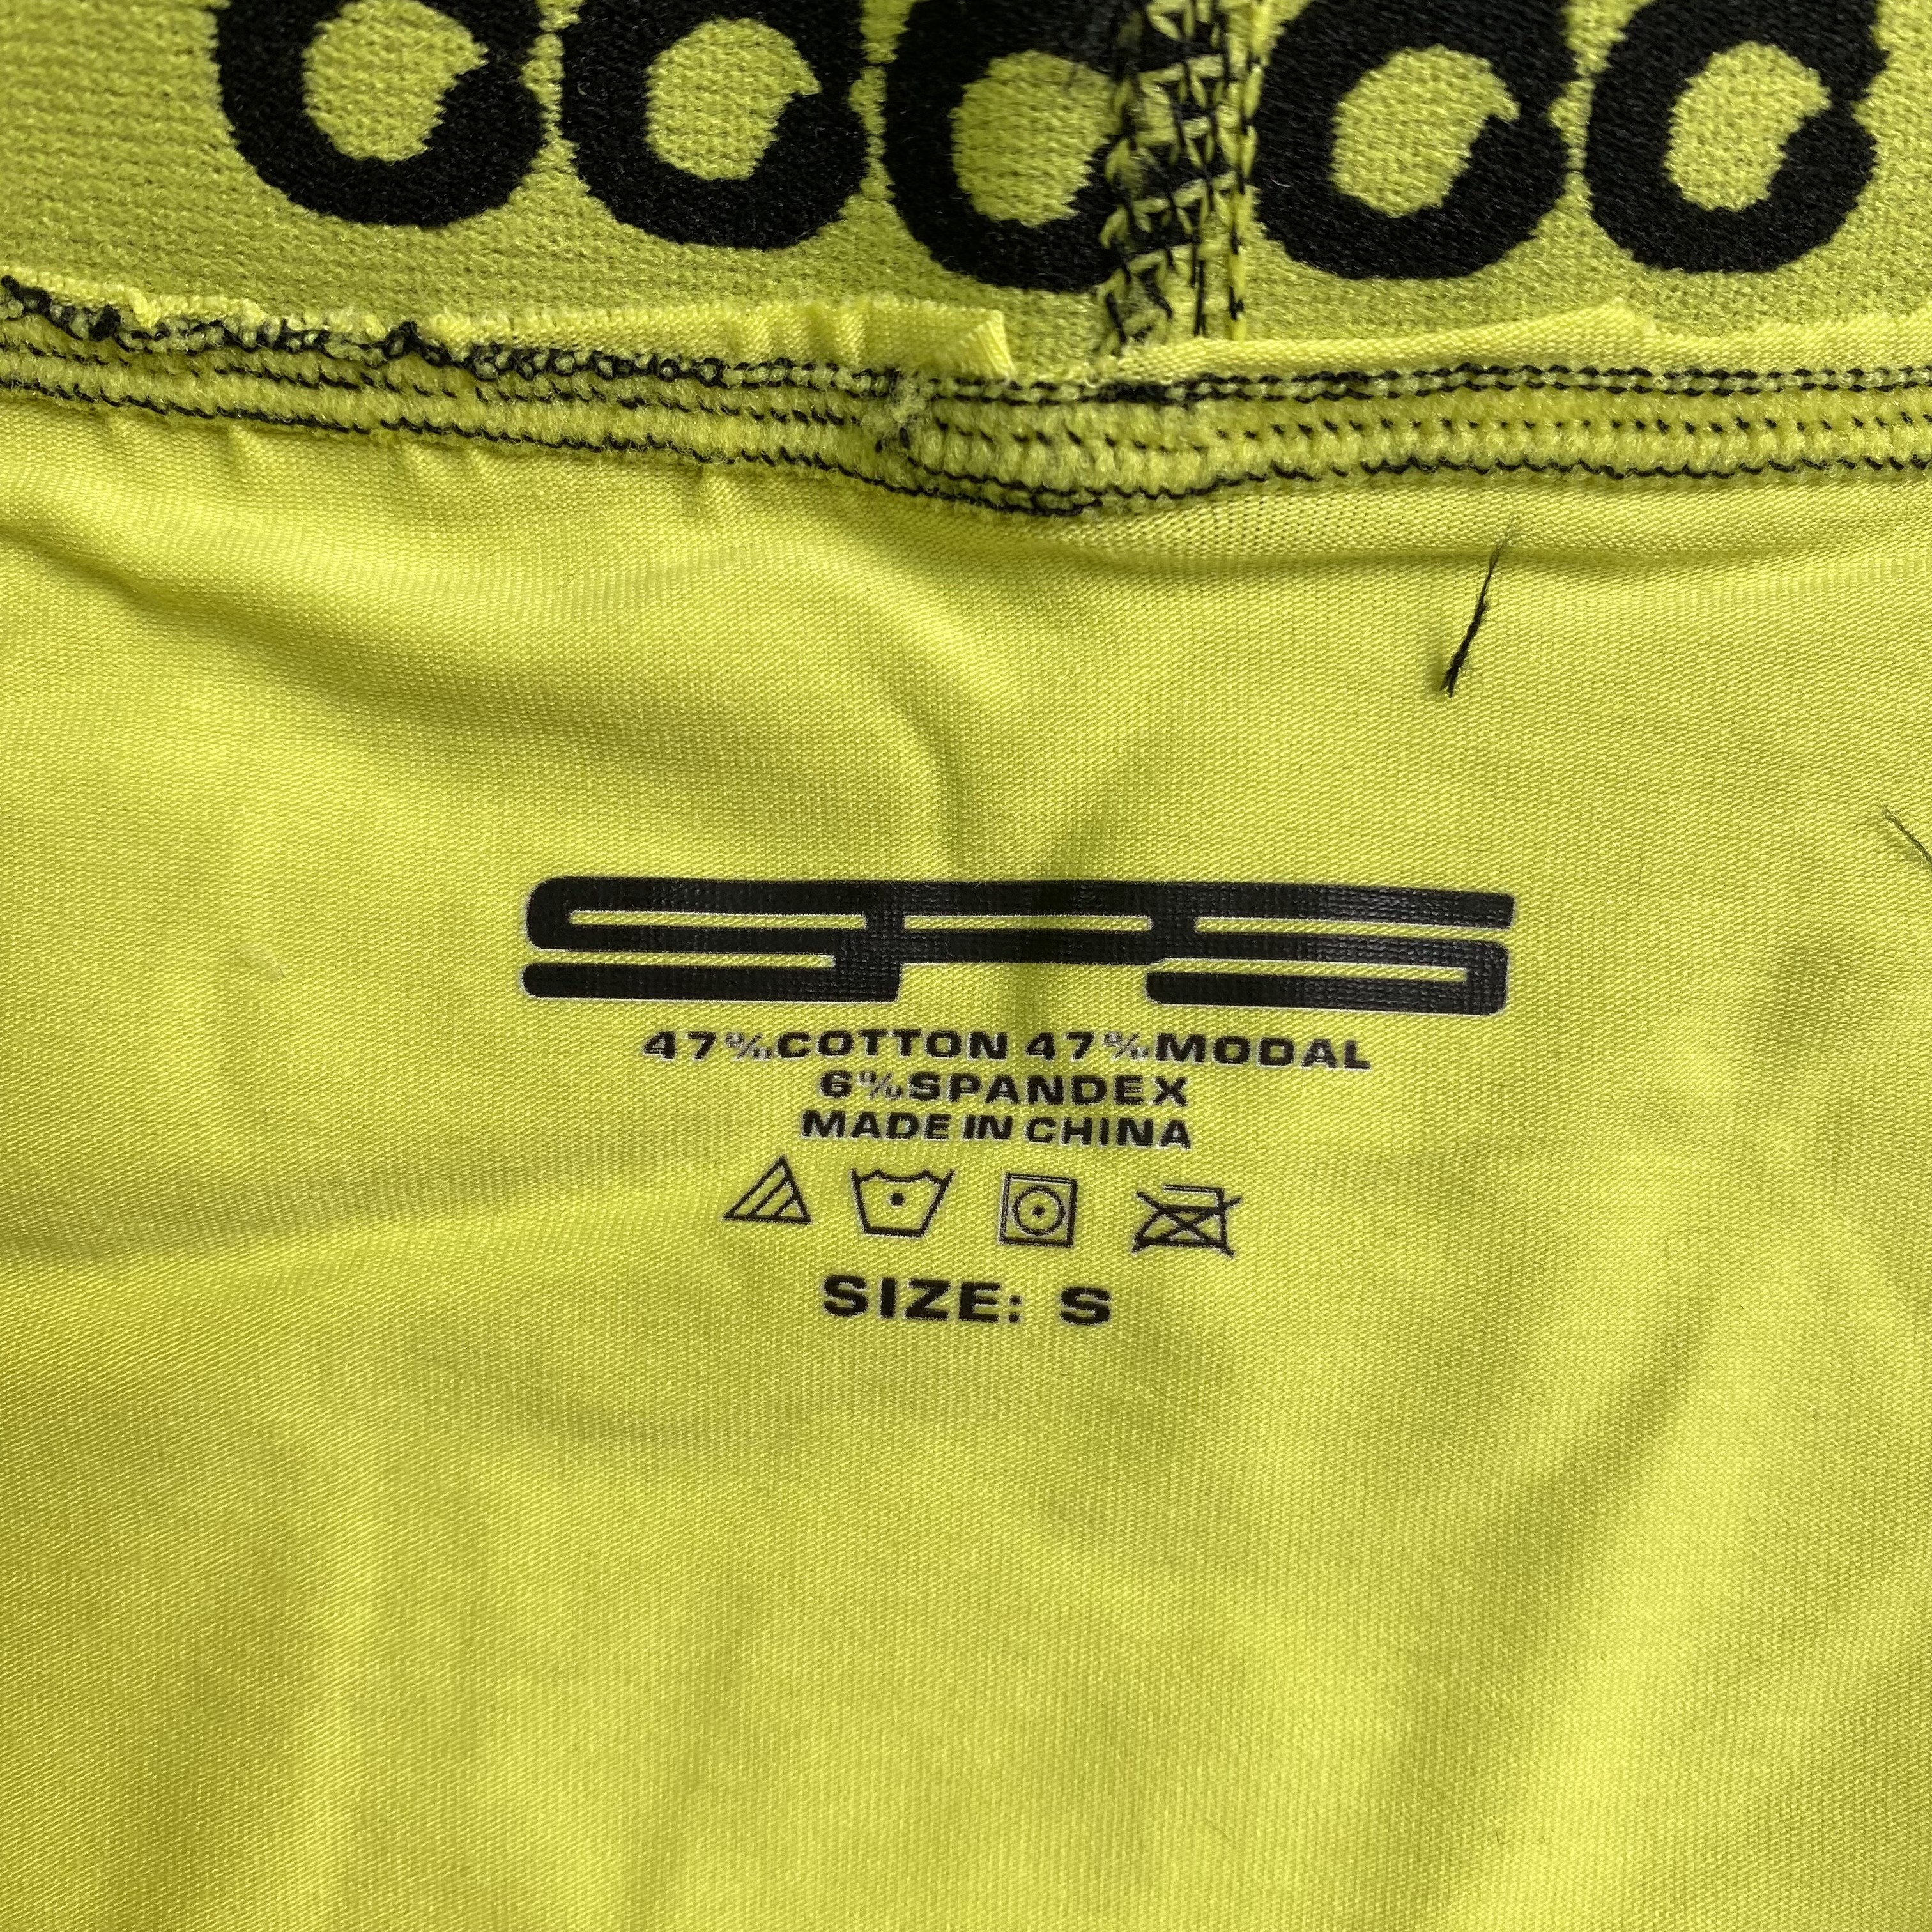 SPS
47%COTTON 47%MODAL
6%SPANDEX
MADE IN CHINA
SIZE: S